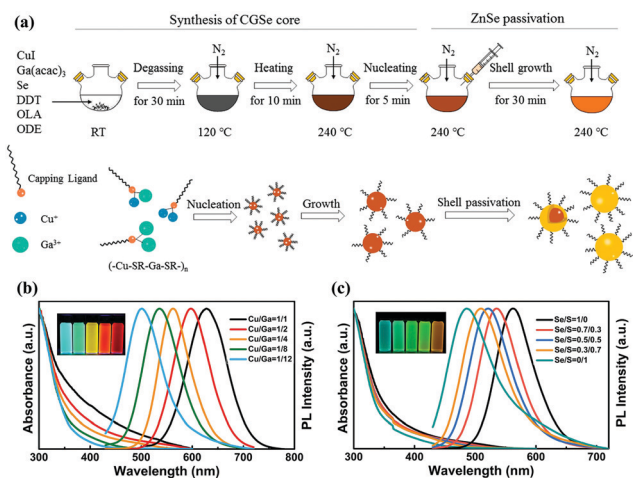 (a)
Synthesis of CGSe core
ZnSe passivation
CuI
Ga(acac)₃
Se
DDT
OLA
ODE
RT
Degassing
for 30 min
N₂
120 °C
Heating
for 10 min
N₂
240 °C
Nucleating
for 5 min
N₂
240 °C
Shell growth
for 30 min
N₂
240 °C
Capping Ligand
Cu⁺
Ga³⁺
(-Cu-SR-Ga-SR-)ₙ
Nucleation
Growth
Shell passivation
(b)
Absorbance (a.u.)
PL Intensity (a.u.)
Cu/Ga=1/1
Cu/Ga=1/2
Cu/Ga=1/4
Cu/Ga=1/8
Cu/Ga=1/12
300 400 500 600 700 800
Wavelength (nm)
(c)
Absorbance (a.u.)
PL Intensity (a.u.)
Se/S=1/0
Se/S=0.7/0.3
Se/S=0.5/0.5
Se/S=0.3/0.7
Se/S=0/1
300 400 500 600 700
Wavelength (nm)